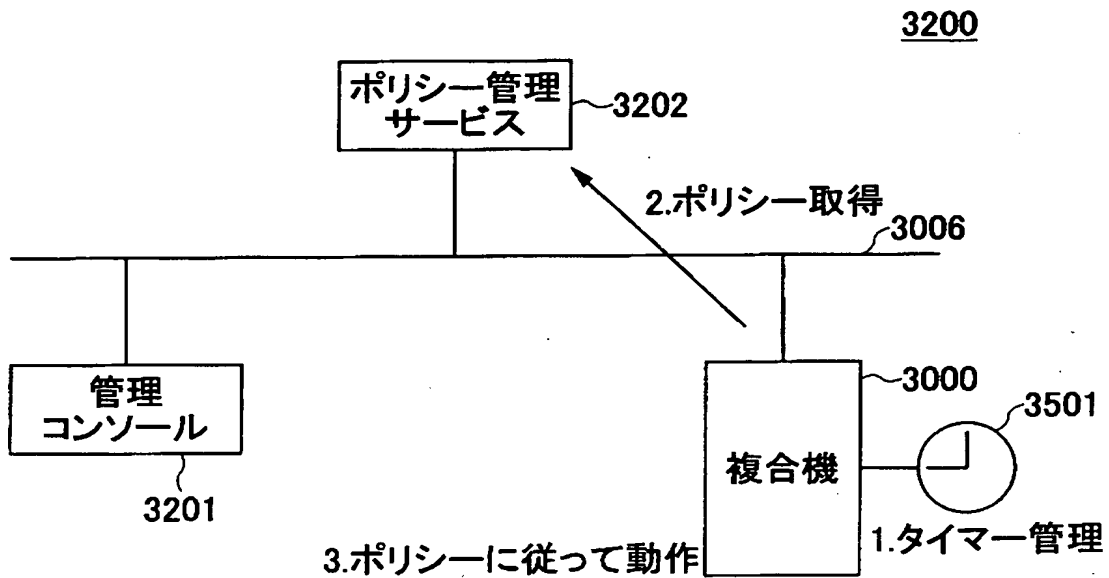 3200
ポリシー管理
サービス
3202
2.ポリシー取得
3006
管理
コンソール
3201
3000
3501
複合機
1.タイマー管理
3.ポリシーに従って動作